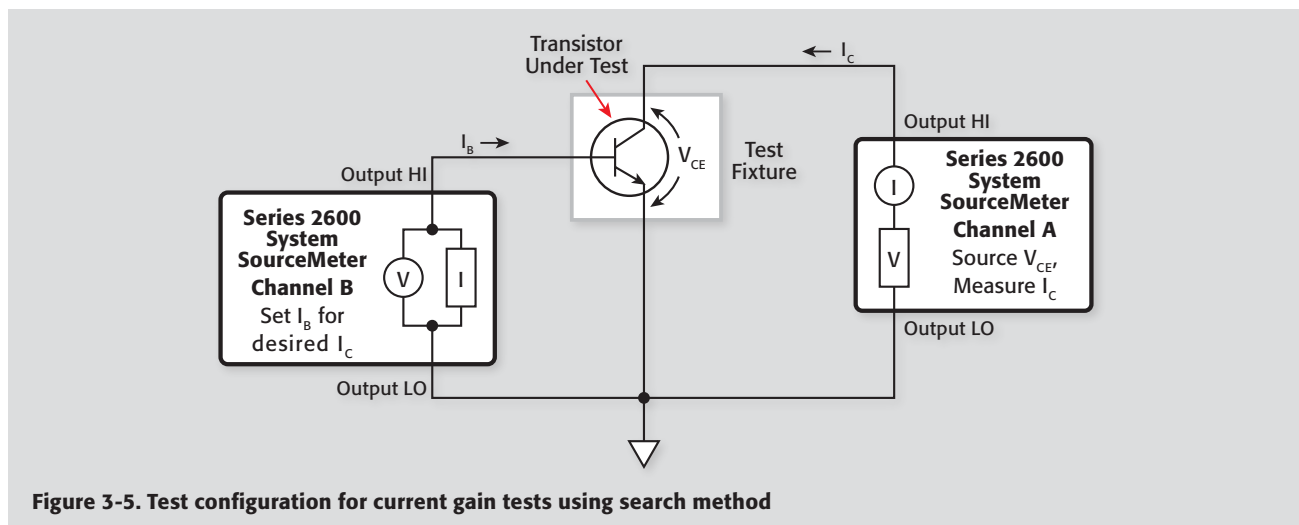 Transistor
Under Test
← I_C
I_B →
V_CE
Test
Fixture
Output HI
Series 2600
System
SourceMeter
Channel B
Set I_B for
desired I_C
V
I
Output LO
Output HI
I
V
Series 2600
System
SourceMeter
Channel A
Source V_CE,
Measure I_C
Output LO
Figure 3-5. Test configuration for current gain tests using search method